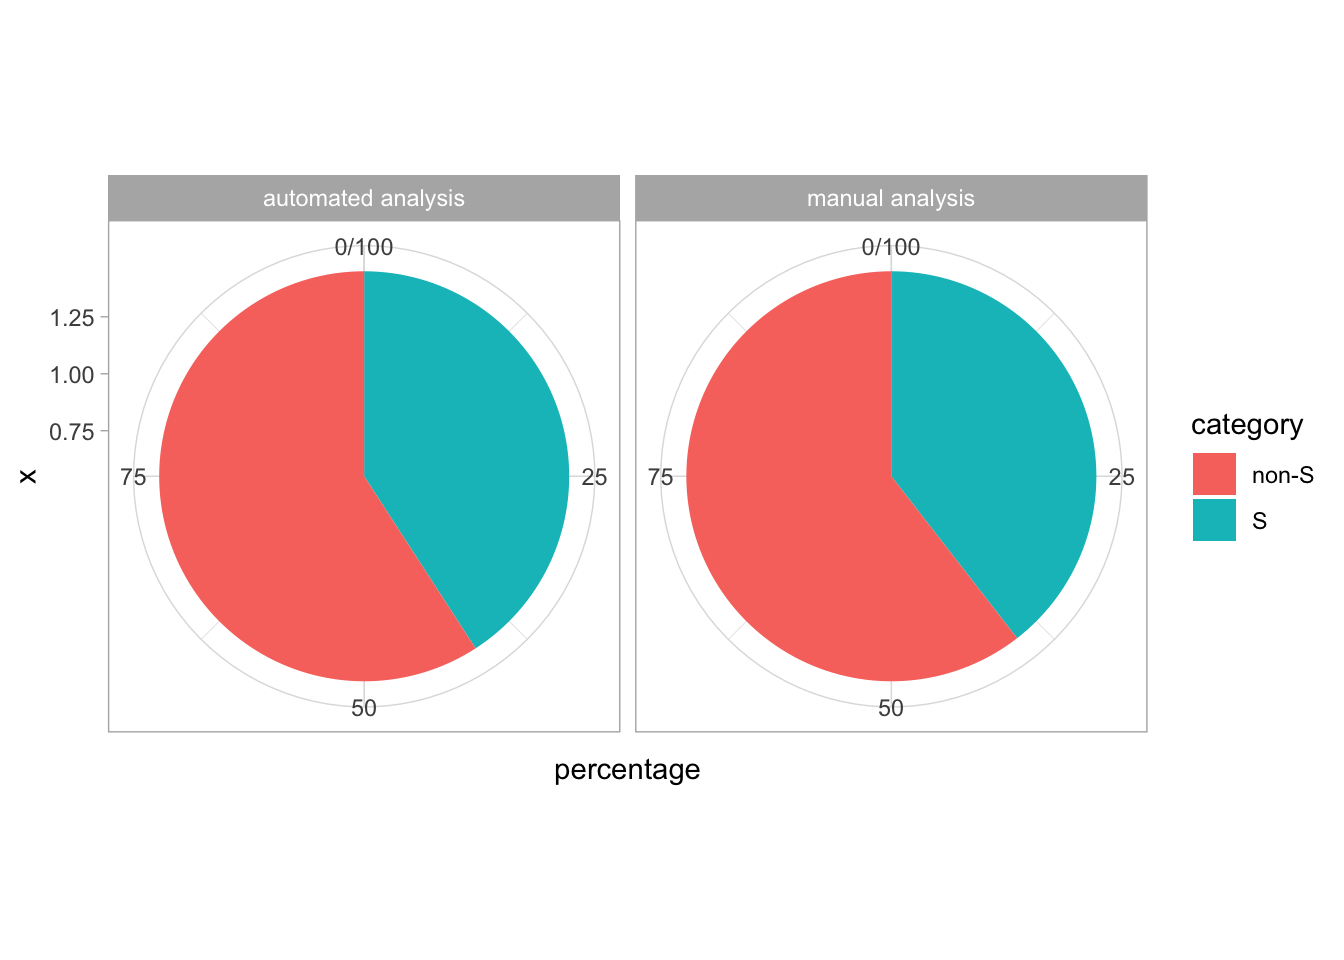 automated analysis
manual analysis
0/100
0/100
1.25
1.00
0.75
x
75
25
75
25
50
50
percentage
category
non-S
S